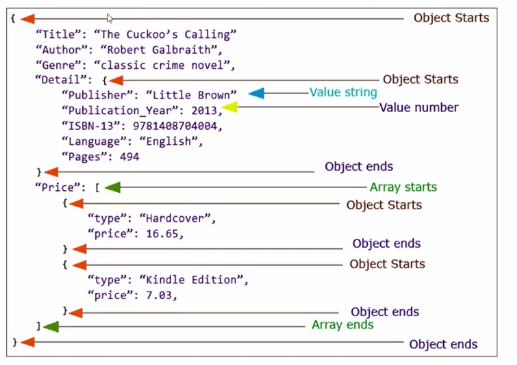 { Object Starts
“Title”: “The Cuckoo’s Calling”
“Author”: “Robert Galbraith”,
“Genre”: “classic crime novel”,
“Detail”: { Object Starts
“Publisher”: “Little Brown” Value string
“Publication_Year”: 2013, Value number
“ISBN-13”: 9781408704004,
“Language”: “English”,
“Pages”: 494
} Object ends
“Price”: [ Array starts
{ Object Starts
“type”: “Hardcover”,
“price”: 16.65,
} Object ends
{ Object Starts
“type”: “Kindle Edition”,
“price”: 7.03,
} Object ends
] Array ends
} Object ends